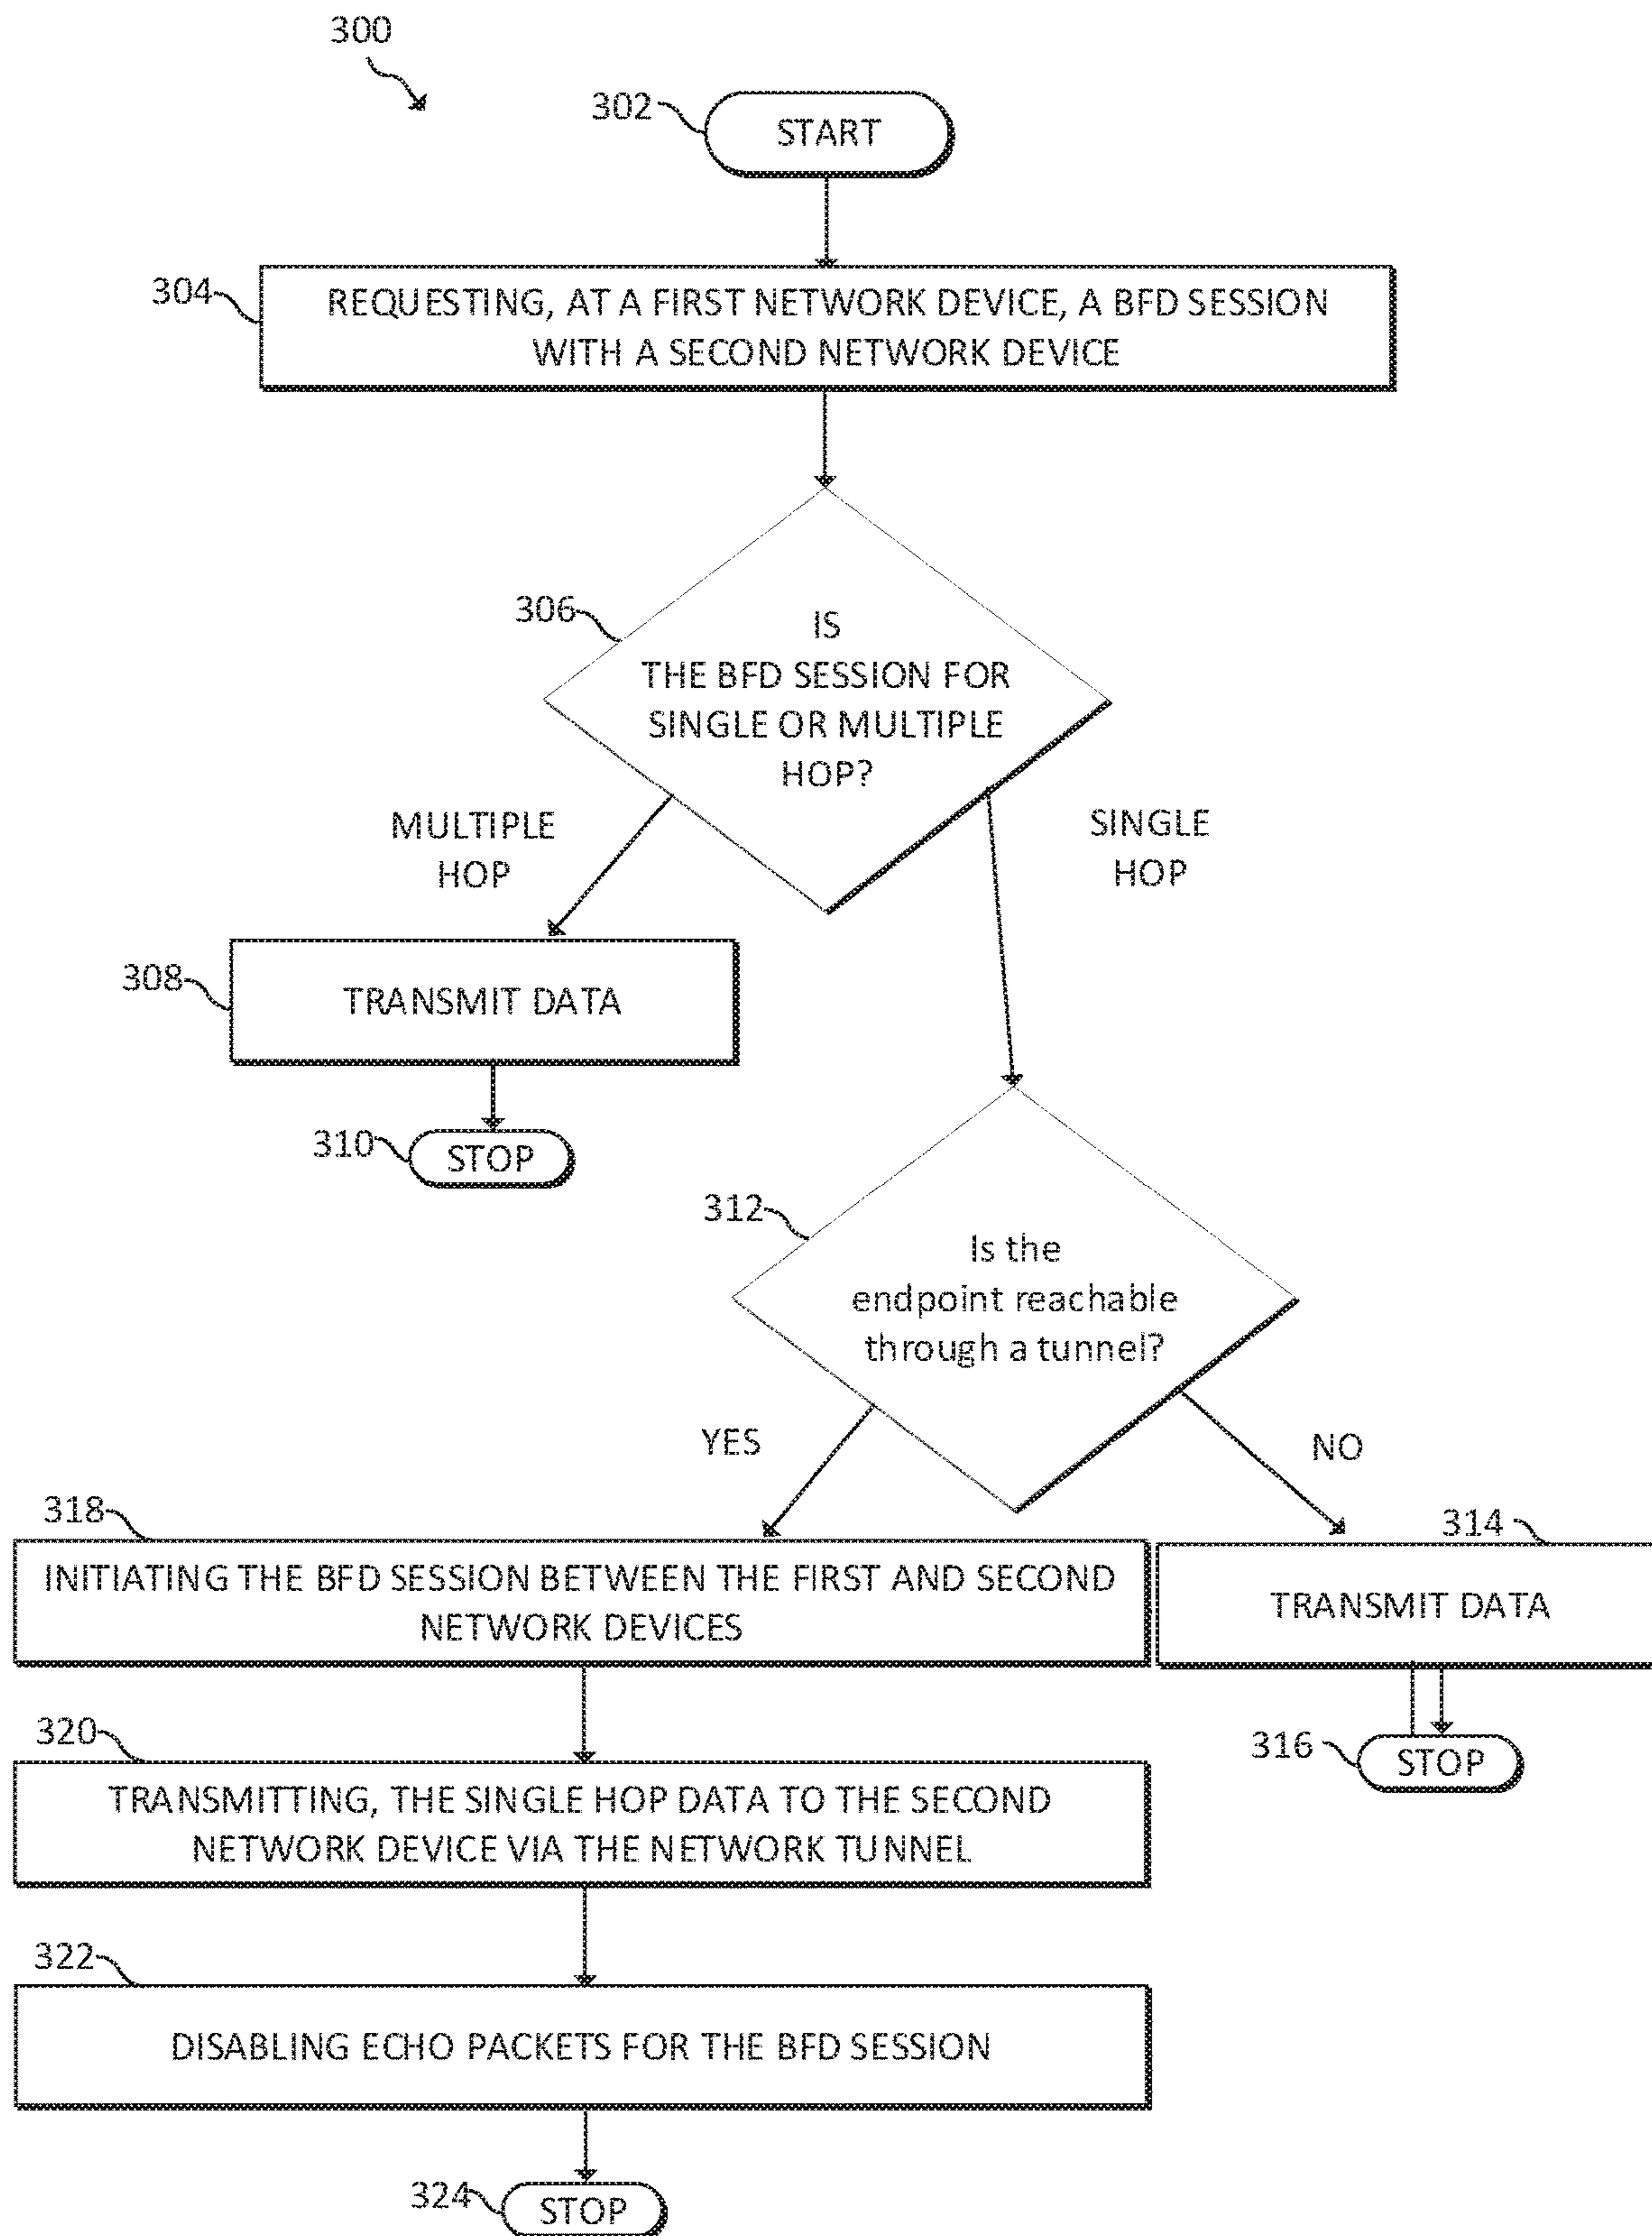 300
302
START
304
REQUESTING, AT A FIRST NETWORK DEVICE, A BFD SESSION
WITH A SECOND NETWORK DEVICE
306
IS
THE BFD SESSION FOR
SINGLE OR MULTIPLE
HOP?
MULTIPLE
HOP
SINGLE
HOP
308
TRANSMIT DATA
310
STOP
312
Is the
endpoint reachable
through a tunnel?
YES
NO
318
INITIATING THE BFD SESSION BETWEEN THE FIRST AND SECOND
NETWORK DEVICES
314
TRANSMIT DATA
316
STOP
320
TRANSMITTING, THE SINGLE HOP DATA TO THE SECOND
NETWORK DEVICE VIA THE NETWORK TUNNEL
322
DISABLING ECHO PACKETS FOR THE BFD SESSION
324
STOP